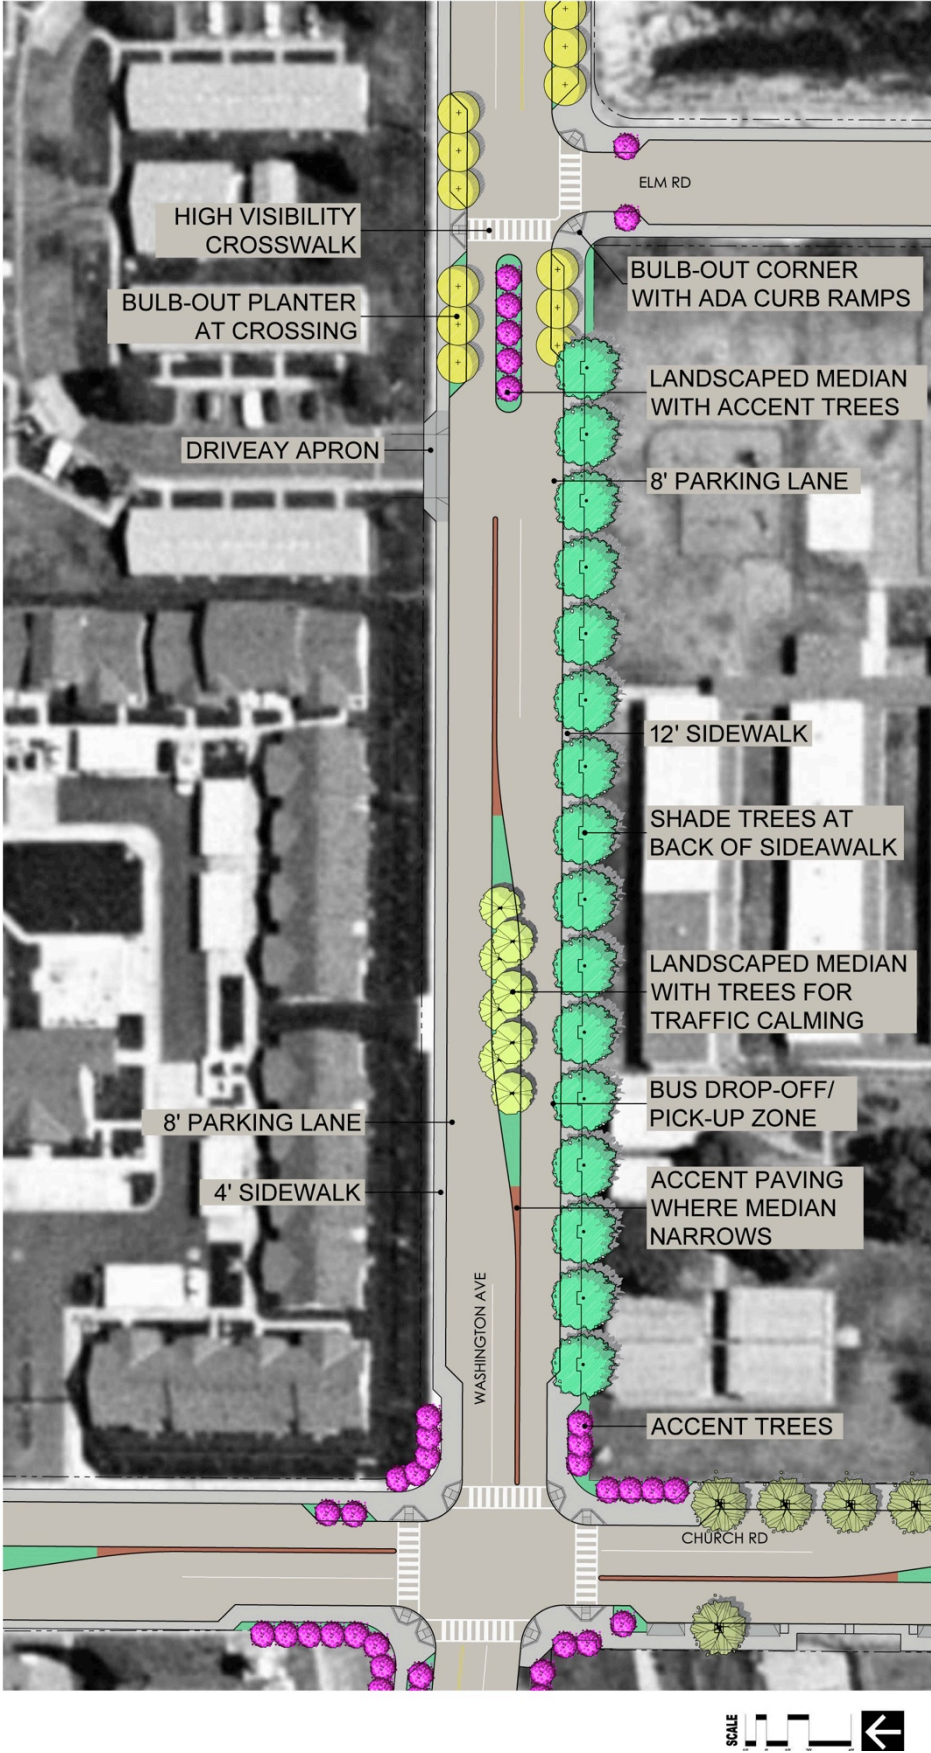 ELM RD
HIGH VISIBILITY
CROSSWALK
BULB-OUT CORNER
WITH ADA CURB RAMPS
BULB-OUT PLANTER
AT CROSSING
LANDSCAPED MEDIAN
WITH ACCENT TREES
DRIVEAY APRON
8' PARKING LANE
12' SIDEWALK
SHADE TREES AT
BACK OF SIDEAWALK
LANDSCAPED MEDIAN
WITH TREES FOR
TRAFFIC CALMING
BUS DROP-OFF/
PICK-UP ZONE
8' PARKING LANE
4' SIDEWALK
ACCENT PAVING
WHERE MEDIAN
NARROWS
WASHINGTON AVE
ACCENT TREES
CHURCH RD
SCALE